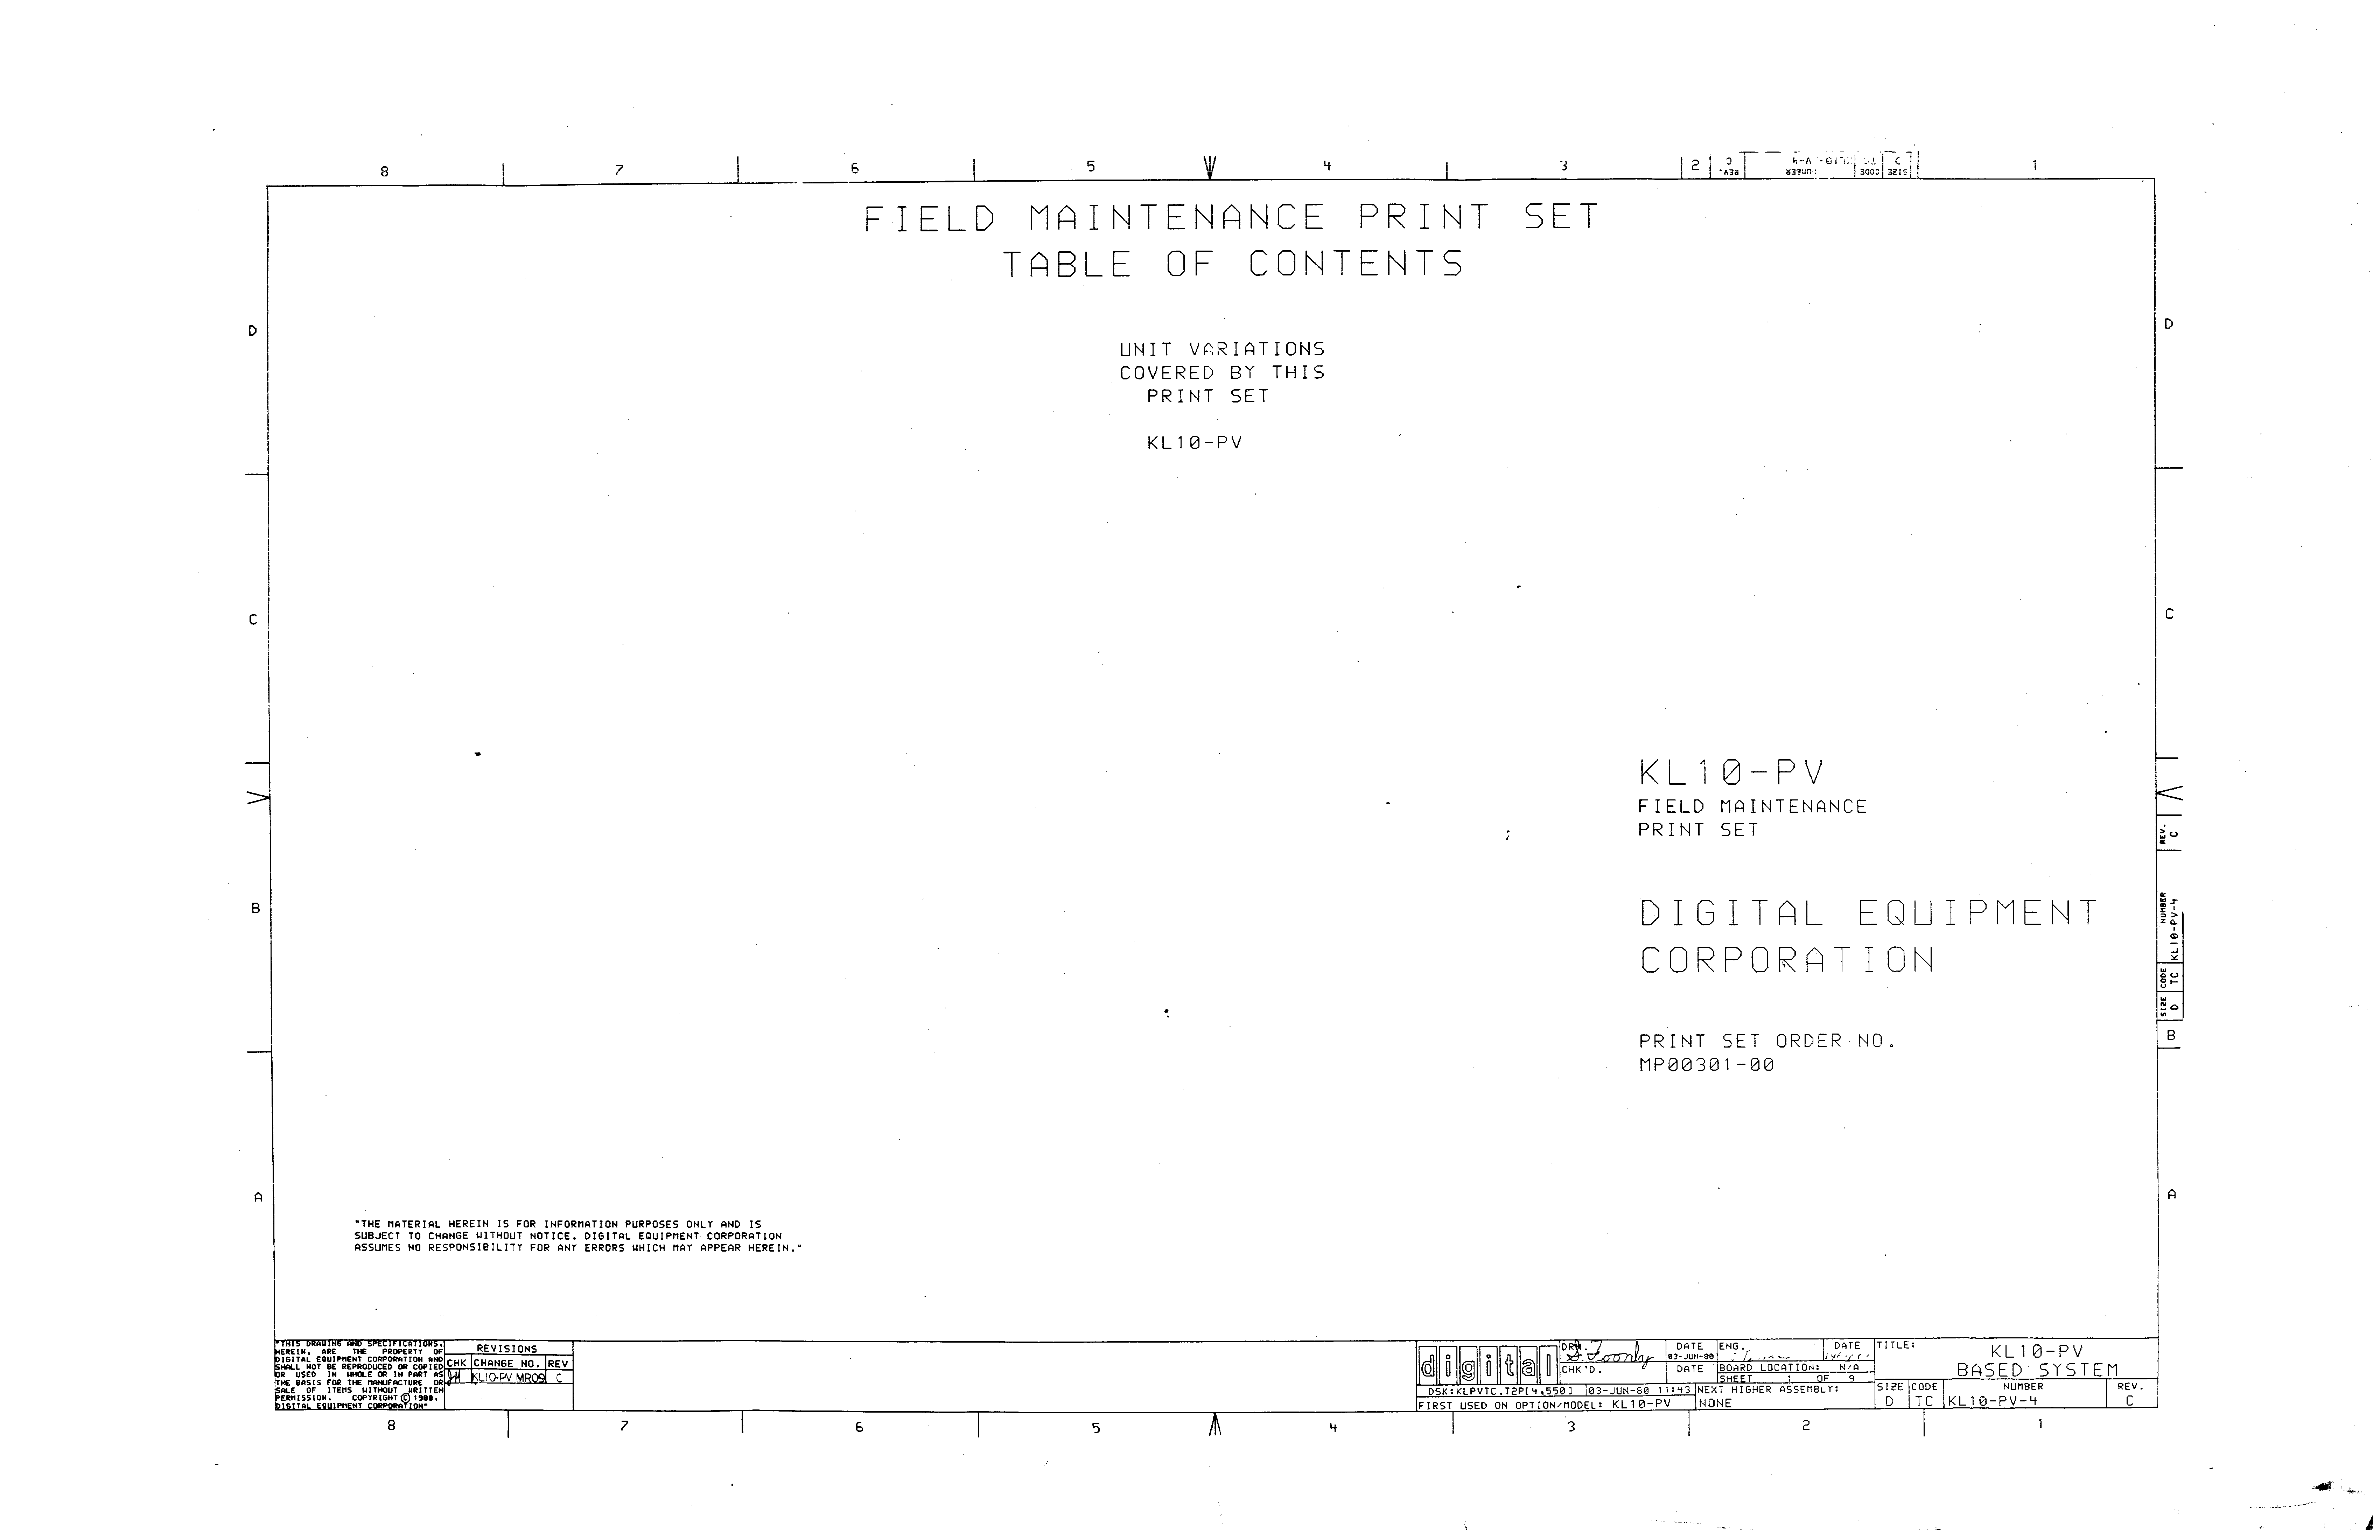 8 7 6 5 4 3 2 1
REV. C NUMBER CODE SIZE
FIELD MAINTENANCE PRINT SET
TABLE OF CONTENTS
D D
UNIT VARIATIONS
COVERED BY THIS
PRINT SET
KL10-PV
C C
KL10-PV
FIELD MAINTENANCE
PRINT SET
REV.
C
B
DIGITAL EQUIPMENT
CORPORATION
NUMBER
KL10-PV-4
CODE
TC
SIZE
D
B
PRINT SET ORDER NO.
MP00301-00
A A
"THE MATERIAL HEREIN IS FOR INFORMATION PURPOSES ONLY AND IS
SUBJECT TO CHANGE WITHOUT NOTICE. DIGITAL EQUIPMENT CORPORATION
ASSUMES NO RESPONSIBILITY FOR ANY ERRORS WHICH MAY APPEAR HEREIN."
"THIS DRAWING AND SPECIFICATIONS,
HEREIN, ARE THE PROPERTY OF
DIGITAL EQUIPMENT CORPORATION AND
SHALL NOT BE REPRODUCED OR COPIED
OR USED IN WHOLE OR IN PART AS
THE BASIS FOR THE MANUFACTURE OR
SALE OF ITEMS WITHOUT WRITTEN
PERMISSION. COPYRIGHT © 1980,
DIGITAL EQUIPMENT CORPORATION"
REVISIONS
CHK CHANGE NO. REV
JH KL10-PV MR09 C
digital
DRN.
DATE
03-JUN-80
ENG.
DATE
CHK'D.
DATE
BOARD LOCATION: N/A
SHEET 1 OF 9
DSK:KLPVTC.T2P[4,550] 03-JUN-80 11:43
NEXT HIGHER ASSEMBLY:
FIRST USED ON OPTION/MODEL: KL10-PV
NONE
TITLE:
KL10-PV
BASED SYSTEM
SIZE CODE NUMBER REV.
D TC KL10-PV-4 C
8 7 6 5 4 3 2 1